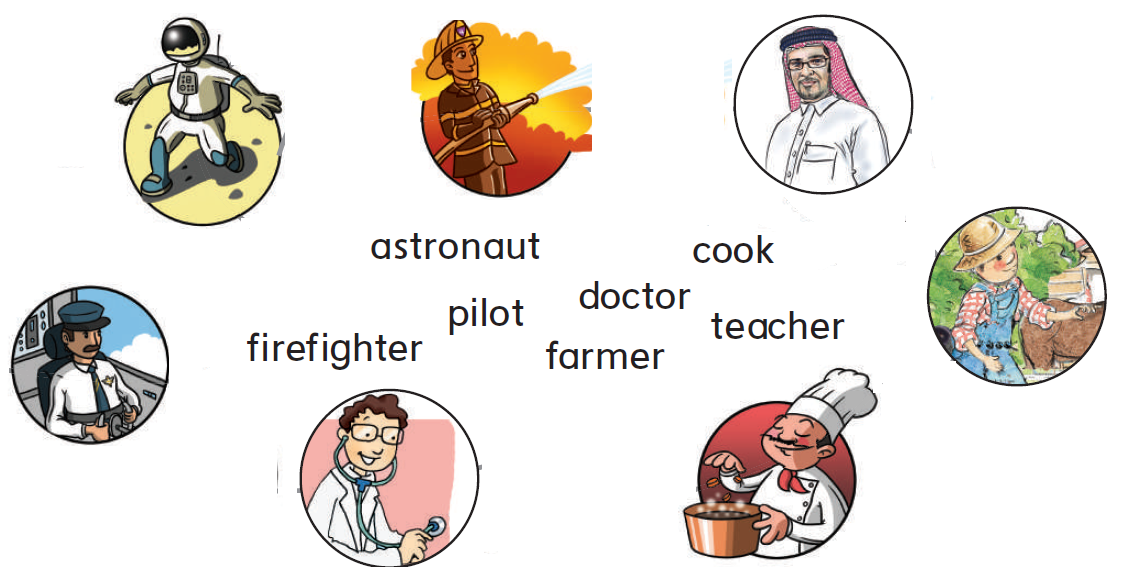 astronaut
cook
doctor
pilot
teacher
firefighter
farmer